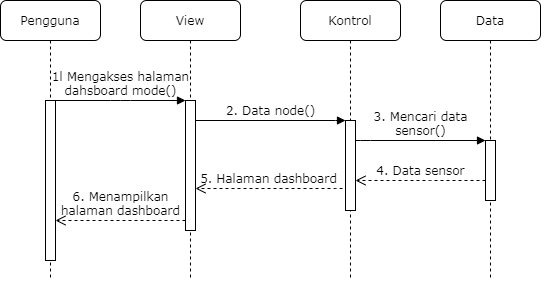 Pengguna
View
Kontrol
Data
1l Mengakses halaman
dahsboard mode()
2. Data node()
3. Mencari data
sensor()
4. Data sensor
5. Halaman dashboard
6. Menampilkan
halaman dashboard